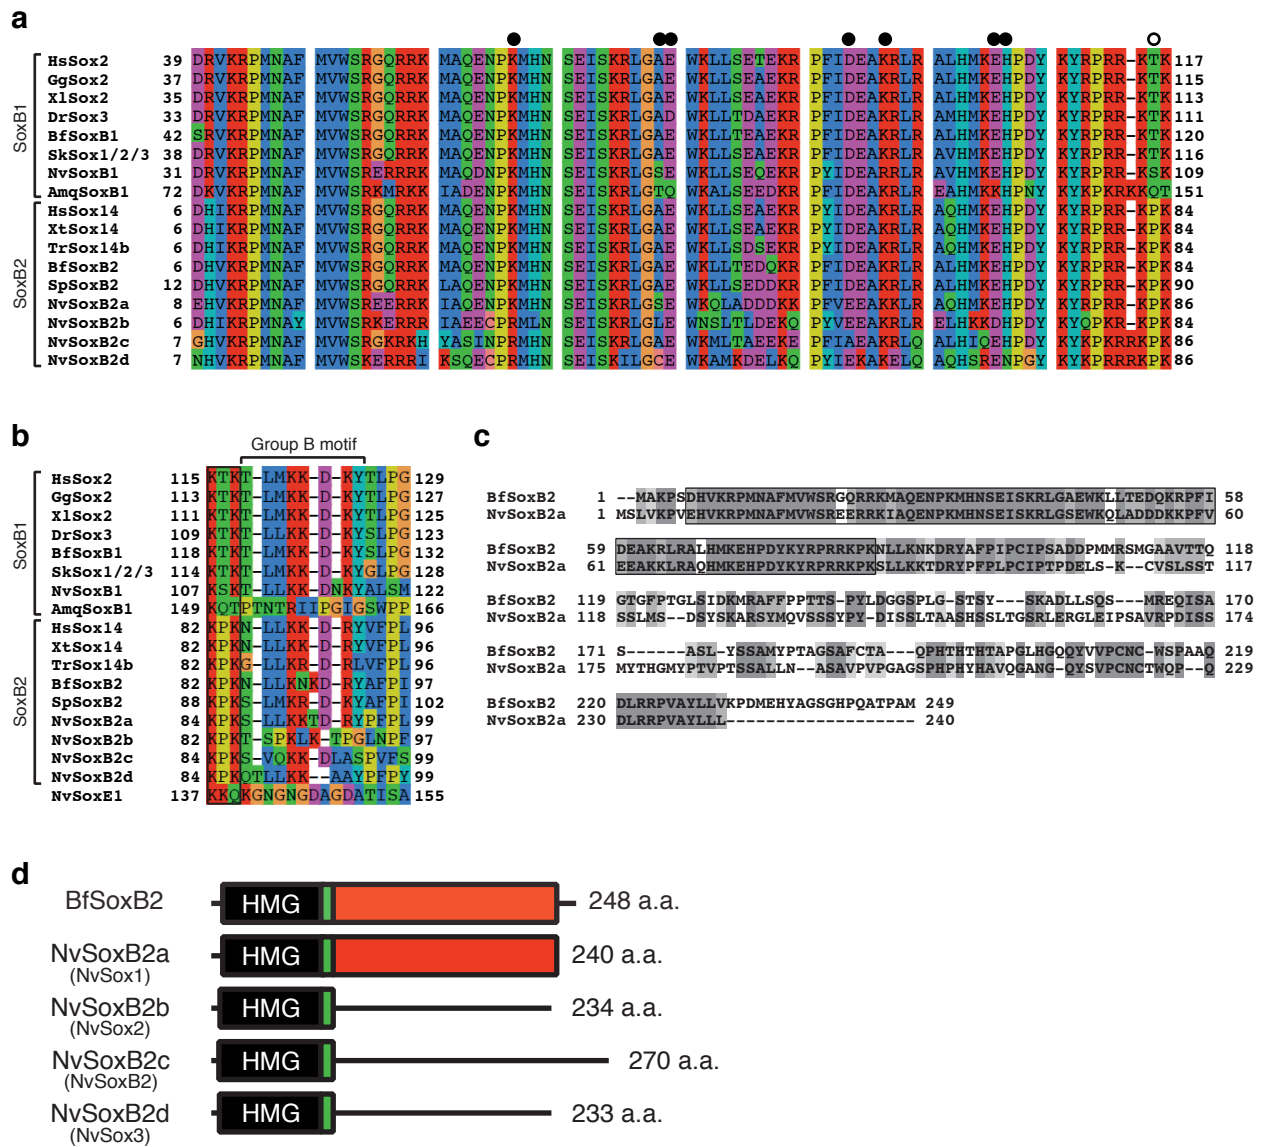 a
SoxB1
HsSox2 39 DRVKRPMNAF MVWSRGQRRK MAQENPKMHN SEISKRLGAE WKLLSETEKR PFIDEAKRLR ALHMKEHPDY KYRPRR-KTK 117
GgSox2 37 DRVKRPMNAF MVWSRGQRRK MAQENPKMHN SEISKRLGAE WKLLSETEKR PFIDEAKRLR ALHMKEHPDY KYRPRR-KTK 115
XlSox2 35 DRVKRPMNAF MVWSRGQRRK MAQENPKMHN SEISKRLGAE WKLLSEAEKR PFIDEAKRLR ALHMKEHPDY KYRPRR-KTK 113
DrSox3 33 DRVKRPMNAF MVWSRGQRRK MAQENPKMHN SEISKRLGAD WKLLTEAEKR PFIDEAKRLR AMHMKEHPDY KYRPRR-KTK 111
BfSoxB1 42 SRVKRPMNAF MVWSRGQRRK MAQENPKMHN SEISKRLGAE WKLLTEAEKR PFIDEAKRLR AVHMKEHPDY KYRPRR-KTK 120
SkSox1/2/3 38 DRVKRPMNAF MVWSRGQRRK MAQENPKMHN SEISKRLGAE WKLLSEAEKR PFIDEAKRLR AVHMKEHPDY KYRPRR-KTK 116
NvSoxB1 31 DRVKRPMNAF MVWSRERRRK MAQENPKMHN SEISKRLGSE WKLLSEQEKR PYIDEAKRLR AVHMKEHPDY KYRPRR-KSK 109
AmqSoxB1 72 DKVKRPMNAF MVWSRKMRKK IADENPKMHN SEISKRLGTQ WKLLSEAEKR PFIDEAKRLR EAHMKKHPNY KYKPKRKKQT 151
SoxB2
HsSox14 6 DHIKRPMNAF MVWSRGQRRK MAQENPKMHN SEISKRLGAE WKLLSEAEKR PYIDEAKRLR AQHMKEHPDY KYRPRR-KPK 84
XtSox14 6 DHIKRPMNAF MVWSRGQRRK MAQENPKMHN SEISKRLGAE WKLLSEAEKR PYIDEAKRLR AQHMKEHPDY KYRPRR-KPK 84
TrSox14b 6 DHIKRPMNAF MVWSRGQRRK MAQENPKMHN SEISKRLGAE WKLLSDSEKR PYIDEAKRLR AQHMKEHPDY KYRPRR-KPK 84
BfSoxB2 6 DHVKRPMNAF MVWSRGQRRK MAQENPKMHN SEISKRLGAE WKLLTEDQKR PFIDEAKRLR ALHMKEHPDY KYRPRR-KPK 84
SpSoxB2 12 DHVKRPMNAF MVWSRGQRRK LAQENPKMHN SEISKRLGAE WKLLSEDDKR PFIDEAKRLR ALHMKEHPDY KYRPRR-KPK 90
NvSoxB2a 8 EHVKRPMNAF MVWSREERRK IAQENPKMHN SEISKRLGSE WKQLADDDKR PFVEEAKRLR AQHMKEHPDY KYRPRR-KPK 86
NvSoxB2b 6 DHIKRPMNAY MVWSRKERRR IAEECPRMLN SEISKRLGLE WNSLTLDEKQ PYVEEAKRLR ELHKKDHPDY KYQPKR-KPK 84
NvSoxB2c 7 GHVKRPMNAF MVWSRGKRKH YASINPRMHN SEISKRLGAE WKMLTAEEKE PFIAEAKRLQ ALHIQEHPGY KYKPKRRKPK 86
NvSoxB2d 7 NHVKRPMNAF MVWSKERRRI KSQECPRMHN SEISKILGCE WKAMKDELKQ PYIEKAKELQ AQHSRENPGY KYKPKRRKPK 86
b
Group B motif
SoxB1
HsSox2 115 KTKT-LMKK-D-KYTLPG 129
GgSox2 113 KTKT-LMKK-D-KYTLPG 127
XlSox2 111 KTKT-LMKK-D-KYTLPG 125
DrSox3 109 KTKT-LLKK-D-KYSLPG 123
BfSoxB1 118 KTKT-LMKK-D-KYSLPG 132
SkSox1/2/3 114 KTKT-LMKK-D-KYGLPG 128
NvSoxB1 107 KSKT-LLKK-DNKYALSM 122
AmqSoxB1 149 KQTPTNTRIIPGIGSWPP 166
SoxB2
HsSox14 82 KPKN-LLKK-D-RYVFPL 96
XtSox14 82 KPKN-LLKK-D-RYVFPL 96
TrSox14b 82 KPKG-LLKR-D-RLVFPL 96
BfSoxB2 82 KPKN-LLKNKD-RYAFPL 97
SpSoxB2 88 KPKS-LMKR-D-KYAFPI 102
NvSoxB2a 84 KPKS-LLKKTD-RYPFPL 99
NvSoxB2b 82 KPKT-SPKLK-TPGLNPF 97
NvSoxB2c 84 KPKS-VQKK-DLASPVFS 99
NvSoxB2d 84 KPKQTLLKK--AAYPFPY 99
NvSoxE1 137 KKQKGNGNGDAGDATISA 155
c
BfSoxB2 1 --MAKPSDHVKRPMNAFMVWSRGQRRKMAQENPKMHNSEISKRLGAEWKLLTEDQKRPFI 58
NvSoxB2a 1 MSLVKPVEHVKRPMNAFMVWSREERRKIAQENPKMHNSEISKRLGSEWKQLADDDKKPFV 60
BfSoxB2 59 DEAKRLRALHMKEHPDYKYRPRRKPKNLLKNKDRYAFPIPCIPSADDPMMRSMGAAVTTQ 118
NvSoxB2a 61 EEAKKLRAQHMKEHPDYKYRPRRKPKSLLKKTDRYPFPIPCIPTPDELS-K--CVSLSST 117
BfSoxB2 119 GTGFPTGLSIDKMRAFFPPTTS-PYLDGGSPLG-STSY---SKADLLSQS---MREQISA 170
NvSoxB2a 118 SSLMS--DSYSKARSYMQVSSSYPY-DISSLTAASHSSLTGSRLERGLEIPSAVRPDISS 174
BfSoxB2 171 S------ASL-YSSAMYPTAGSAFCTA---QPHTHTHTAPGLHGQQYVVPCNC-WSPAAQ 219
NvSoxB2a 175 MYTHGMYPTVPTSSALLN--ASAVPVPGAGSPHPHYHAVQGANG-QQYSVPCNCTWQP--Q 229
BfSoxB2 220 DLRRPVAYLLVKPDMEHYAGSGHPQATPAM 249
NvSoxB2a 230 DLRRPVAYLLL----------------- 240
d
BfSoxB2 HMG 248 a.a.
NvSoxB2a HMG 240 a.a.
(NvSox1)
NvSoxB2b HMG 234 a.a.
(NvSox2)
NvSoxB2c HMG 270 a.a.
(NvSoxB2)
NvSoxB2d HMG 233 a.a.
(NvSox3)